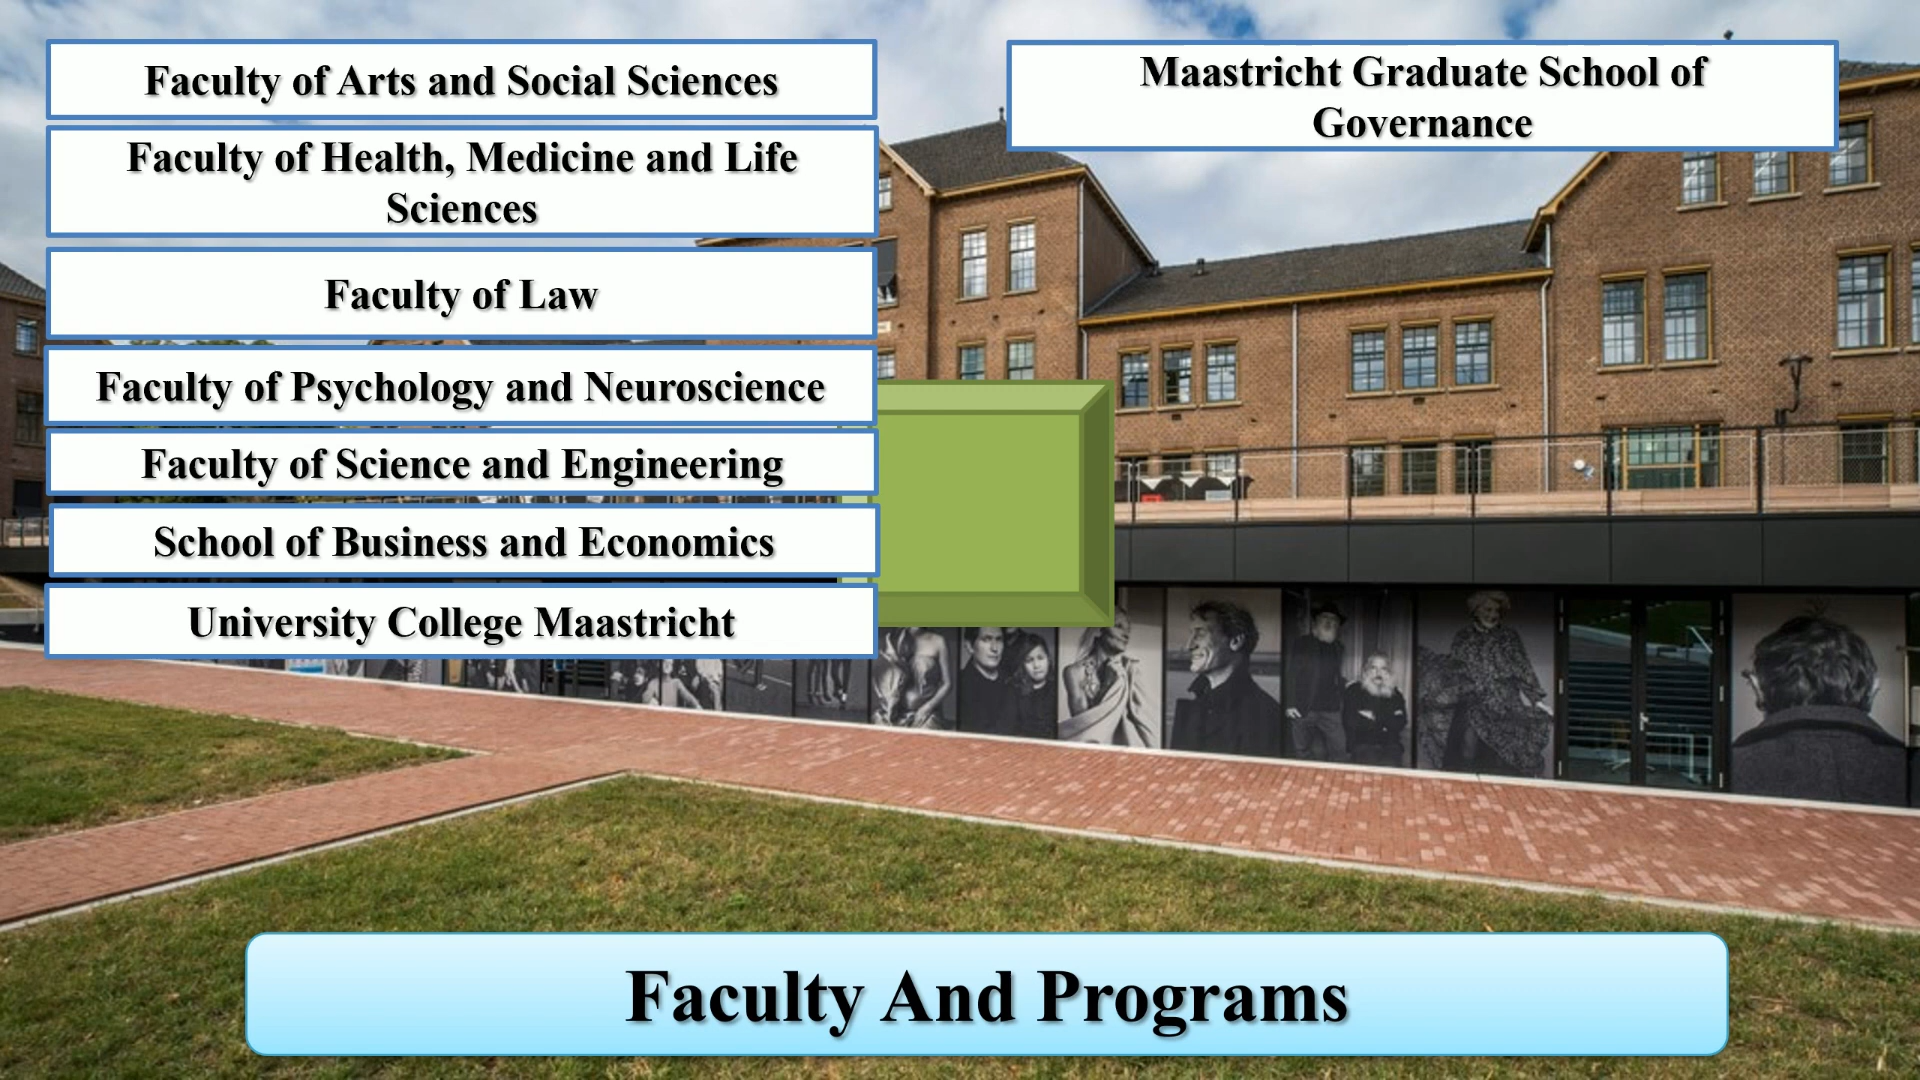 Faculty of Arts and Social Sciences
Faculty of Health, Medicine and Life
Sciences
Faculty of Law
Faculty of Psychology and Neuroscience
Faculty of Science and Engineering
School of Business and Economics
University College Maastricht
Maastricht Graduate School of
Governance
Faculty And Programs